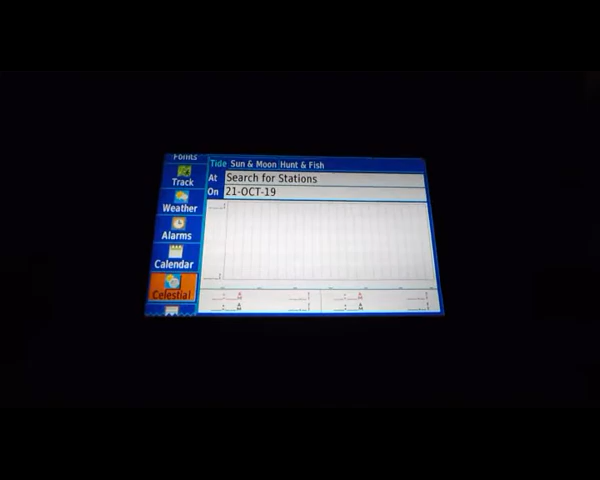 Points
Track
Weather
Alarms
Calendar
Celestial
Tide Sun & Moon Hunt & Fish
At Search for Stations
On 21-OCT-19